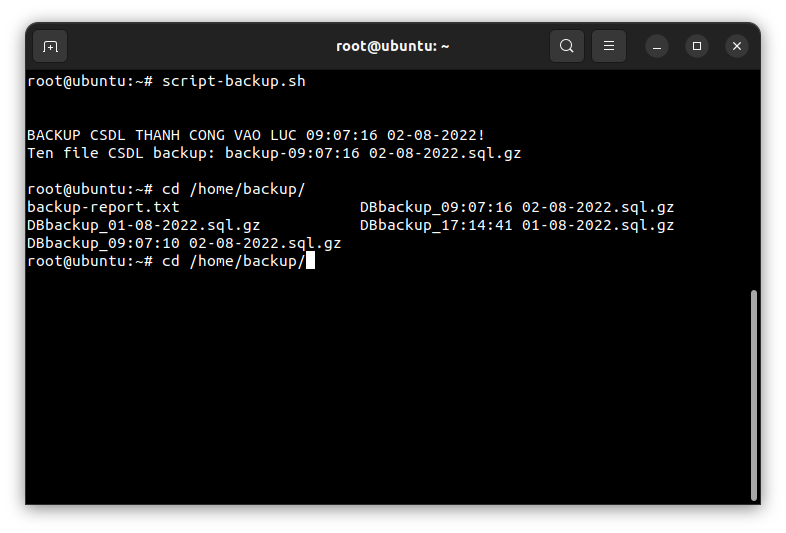 root@ubuntu: ~
root@ubuntu:~# script-backup.sh
BACKUP CSDL THANH CONG VAO LUC 09:07:16 02-08-2022!
Ten file CSDL backup: backup-09:07:16 02-08-2022.sql.gz
root@ubuntu:~# cd /home/backup/
backup-report.txt DBbackup_09:07:16 02-08-2022.sql.gz
DBbackup_01-08-2022.sql.gz DBbackup_17:14:41 01-08-2022.sql.gz
DBbackup_09:07:10 02-08-2022.sql.gz
root@ubuntu:~# cd /home/backup/